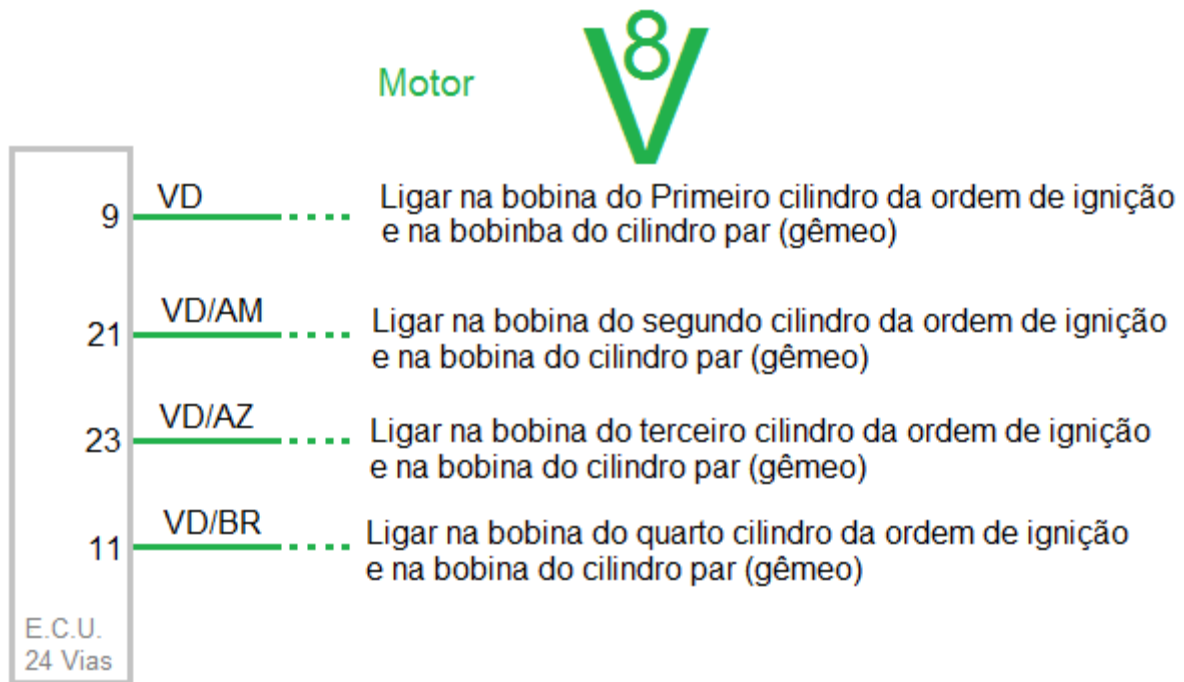 Motor
V8
9
VD
Ligar na bobina do Primeiro cilindro da ordem de ignição
e na bobinba do cilindro par (gêmeo)
21
VD/AM
Ligar na bobina do segundo cilindro da ordem de ignição
e na bobina do cilindro par (gêmeo)
23
VD/AZ
Ligar na bobina do terceiro cilindro da ordem de ignição
e na bobina do cilindro par (gêmeo)
11
VD/BR
Ligar na bobina do quarto cilindro da ordem de ignição
e na bobina do cilindro par (gêmeo)
E.C.U.
24 Vias